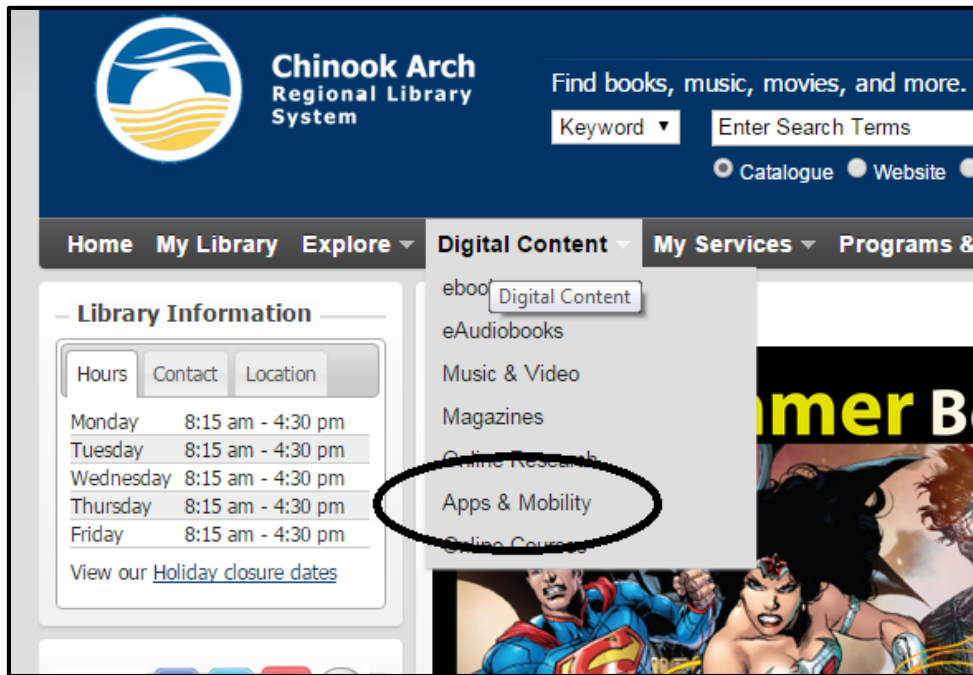 Chinook Arch
Regional Library
System
Find books, music, movies, and more.
Keyword
Enter Search Terms
Catalogue Website
Home My Library Explore Digital Content My Services Programs &
Digital Content
eAudiobooks
Music & Video
Magazines
Online Research
Apps & Mobility
Online Courses
Library Information
Hours Contact Location
Monday 8:15 am - 4:30 pm
Tuesday 8:15 am - 4:30 pm
Wednesday 8:15 am - 4:30 pm
Thursday 8:15 am - 4:30 pm
Friday 8:15 am - 4:30 pm
View our Holiday closure dates